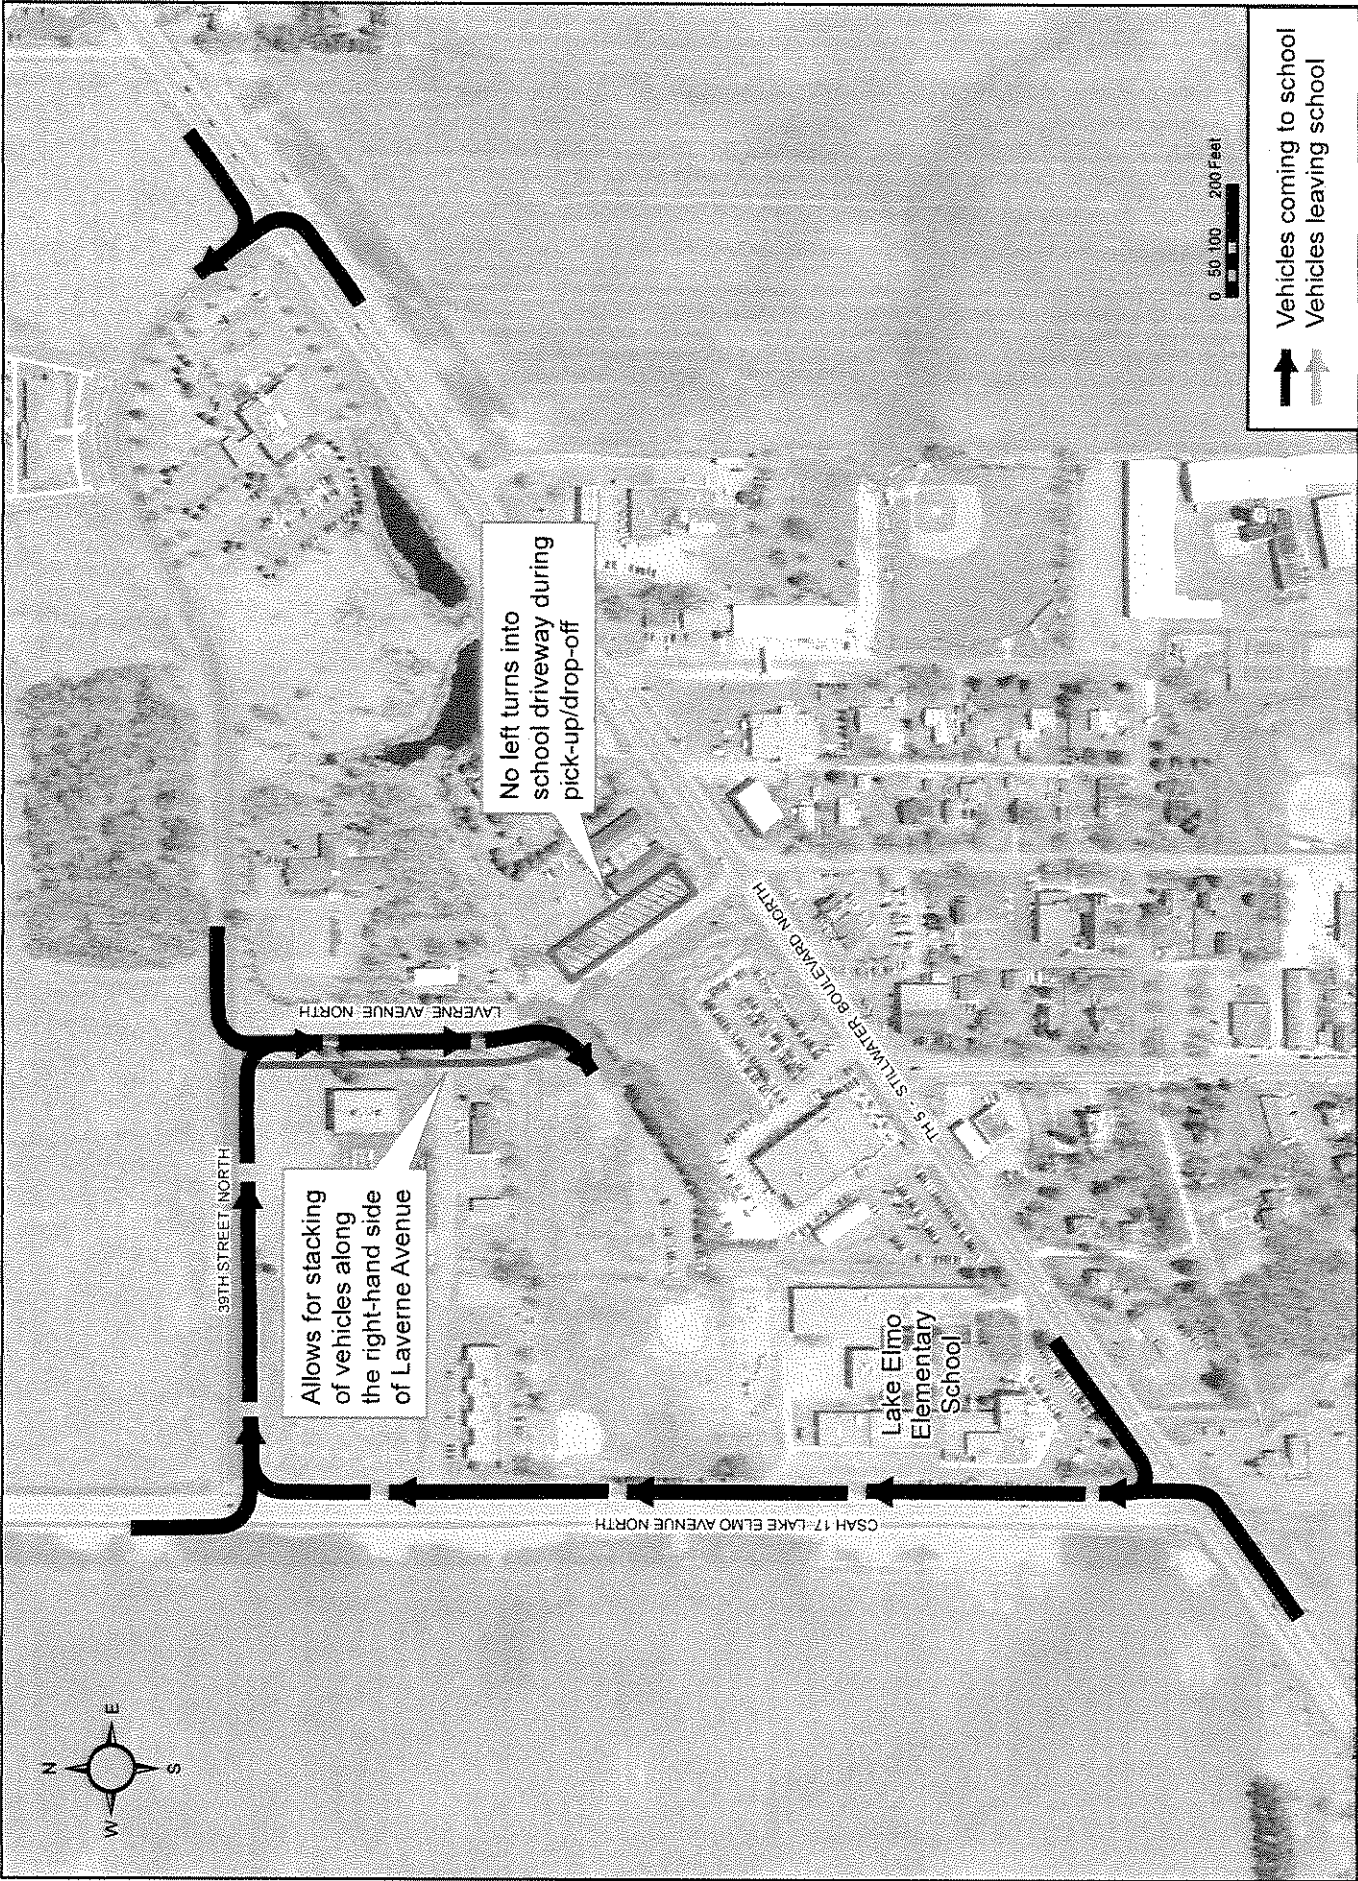 N
W
E
S
39TH STREET NORTH
LAVERNE AVENUE NORTH
Allows for stacking
of vehicles along
the right-hand side
of Laverne Avenue
No left turns into
school driveway during
pick-up/drop-off
TH 5 - STILLWATER BOULEVARD NORTH
CSAH 17- LAKE ELMO AVENUE NORTH
Lake Elmo
Elementary
School
0 50 100 200 Feet
Vehicles coming to school
Vehicles leaving school